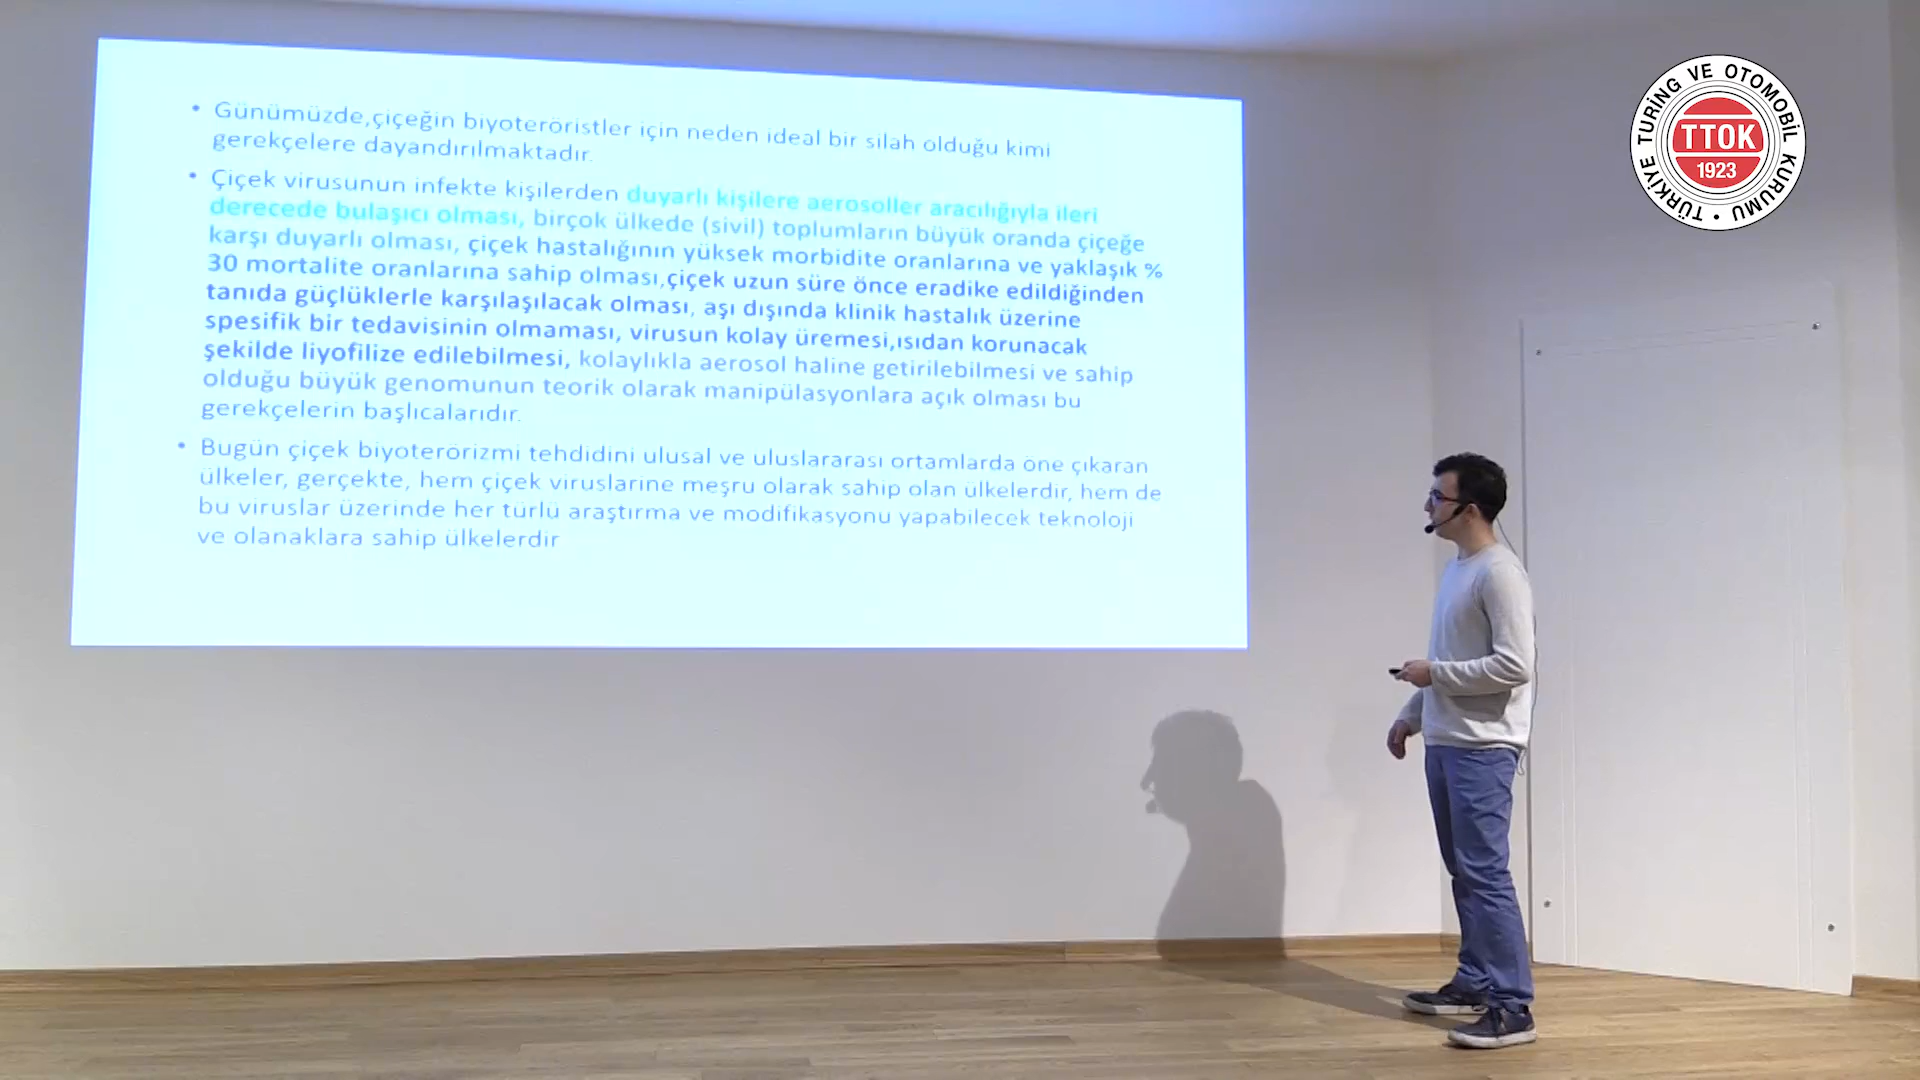 • Günümüzde,çiçeğin biyoteröristler için neden ideal bir silah olduğu kimi
gerekçelere dayandırılmaktadır.
• Çiçek virusunun infekte kişilerden duyarlı kişilere aerosoller aracılığıyla ileri
derecede bulaşıcı olması, birçok ülkede (sivil) toplumların büyük oranda çiçeğe
karşı duyarlı olması, çiçek hastalığının yüksek morbidite oranlarına ve yaklaşık %
30 mortalite oranlarına sahip olması,çiçek uzun süre önce eradike edildiğinden
tanıda güçlüklerle karşılaşılacak olması, aşı dışında klinik hastalık üzerine
spesifik bir tedavisinin olmaması, virusun kolay üremesi,ısıdan korunacak
şekilde liyofilize edilebilmesi, kolaylıkla aerosol haline getirilebilmesi ve sahip
olduğu büyük genomunun teorik olarak manipülasyonlara açık olması bu
gerekçelerin başlıcalarıdır.
• Bugün çiçek biyoterörizmi tehdidini ulusal ve uluslararası ortamlarda öne çıkaran
ülkeler, gerçekte, hem çiçek viruslarine meşru olarak sahip olan ülkelerdir, hem de
bu viruslar üzerinde her türlü araştırma ve modifikasyonu yapabilecek teknoloji
ve olanaklara sahip ülkelerdir
TÜRKİYE TURİNG VE OTOMOBİL KURUMU •
TTOK
1923